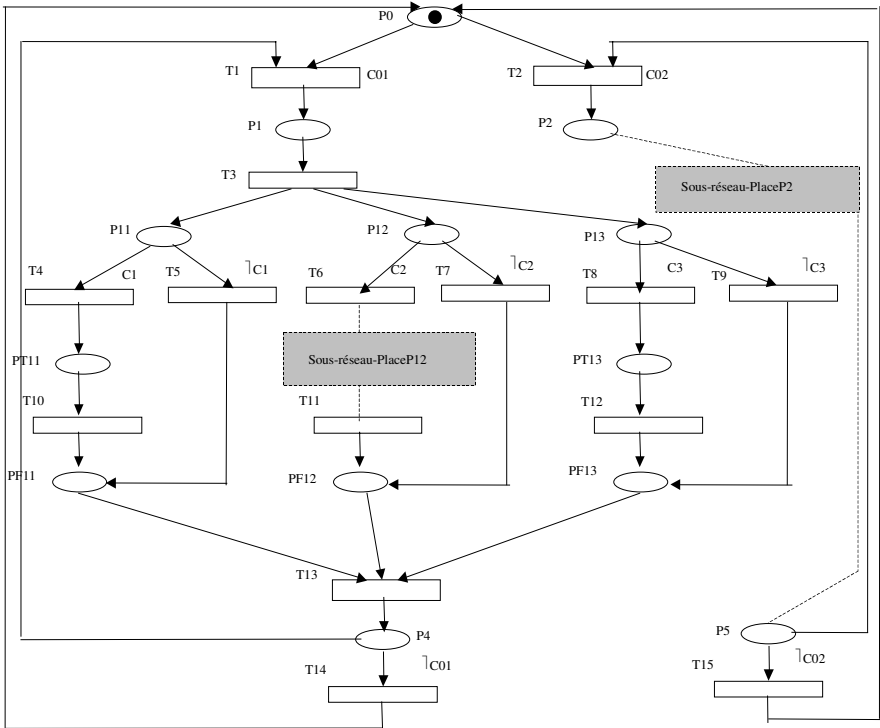 P0
T1
C01
T2
C02
P1
P2
T3
Sous-réseau-PlaceP2
P11
P12
P13
T4
C1
T5
⏋C1
T6
C2
T7
⏋C2
T8
C3
T9
⏋C3
PT11
Sous-réseau-PlaceP12
PT13
T10
T11
T12
PF11
PF12
PF13
T13
P4
P5
T14
⏋C01
T15
⏋C02